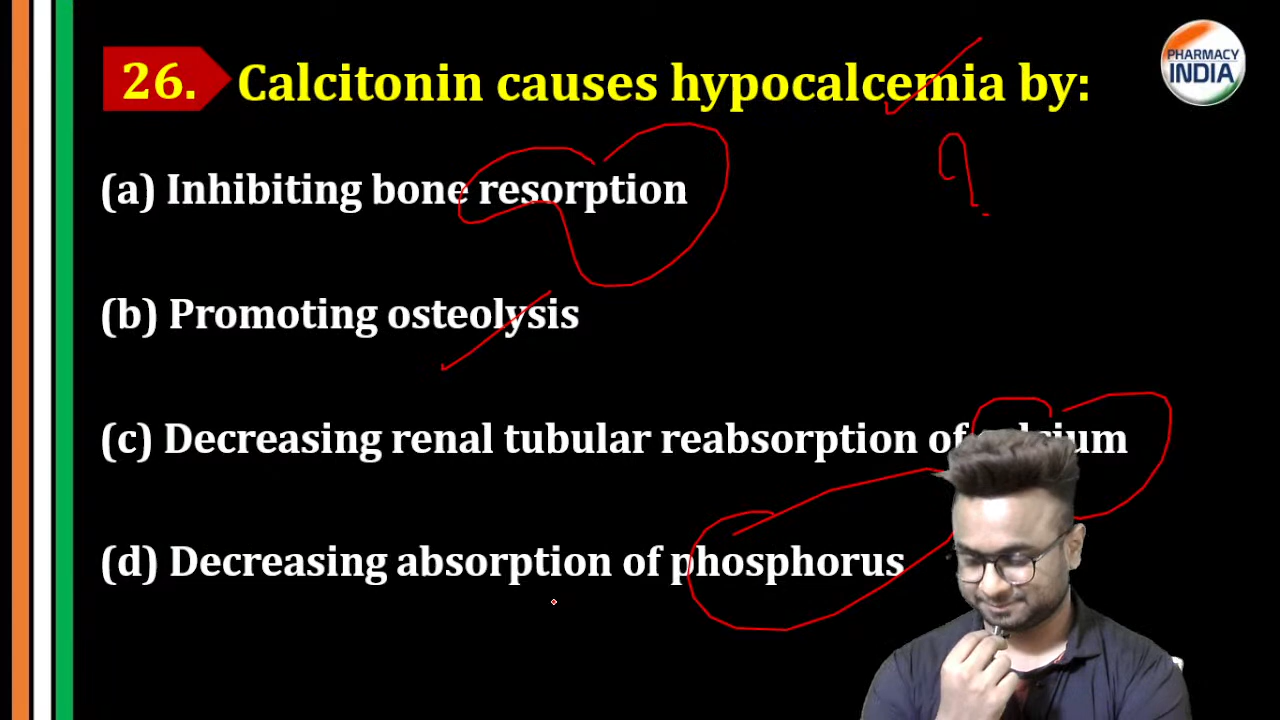 PHARMACY
INDIA
26. Calcitonin causes hypocalcemia by:
(a) Inhibiting bone resorption
(b) Promoting osteolysis
(c) Decreasing renal tubular reabsorption of calcium
(d) Decreasing absorption of phosphorus